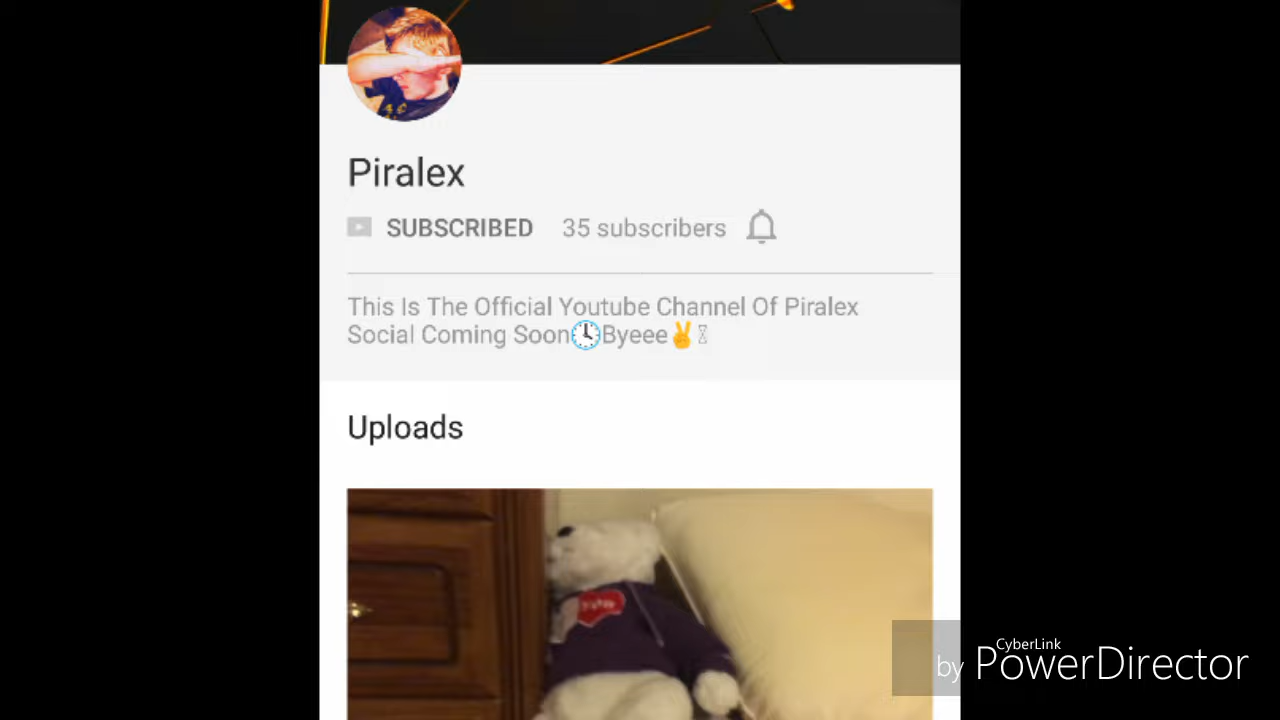 Piralex
SUBSCRIBED 35 subscribers
This Is The Official Youtube Channel Of Piralex
Social Coming Soon🕓Byeee✌⌛
Uploads
CyberLink
by PowerDirector